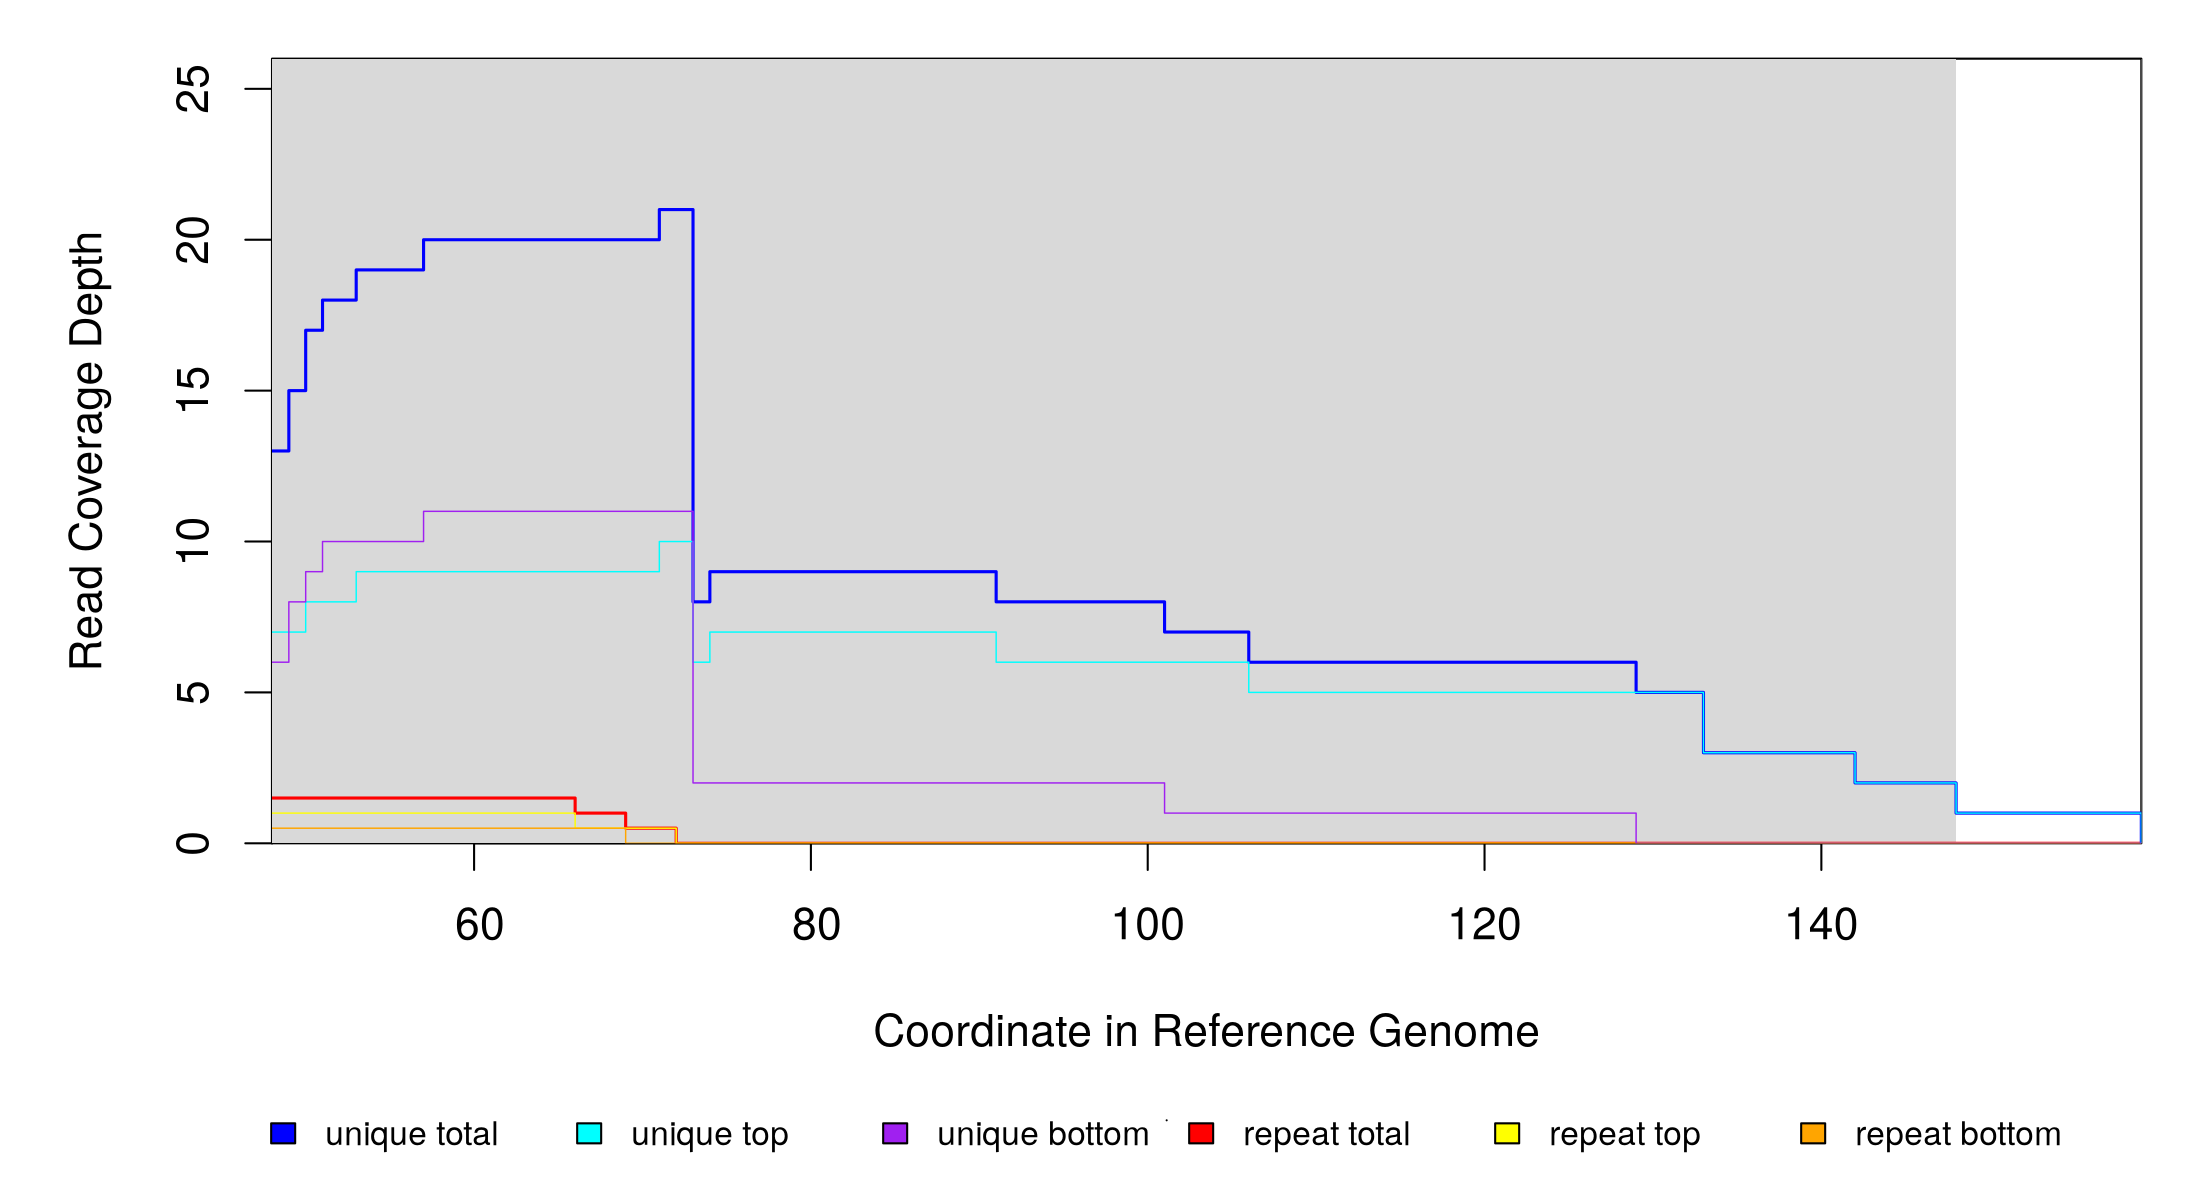 Read Coverage Depth
25
20
15
10
5
0
60 80 100 120 140
Coordinate in Reference Genome
unique total unique top unique bottom repeat total repeat top repeat bottom